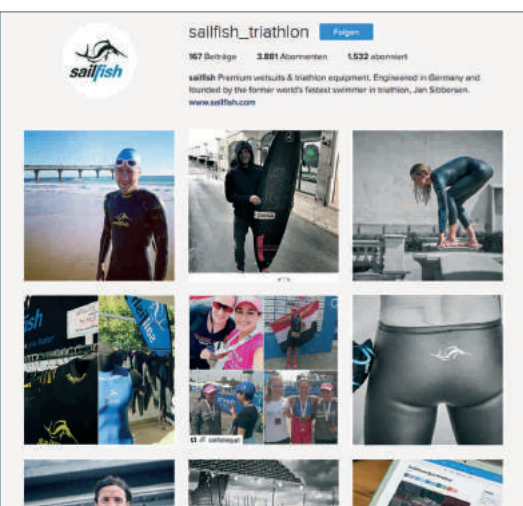 sailfish_triathlon Folgen
167 Beiträge 3.881 Abonnenten 1.532 abonniert
sailfish
sailfish Premium wetsuits & triathlon equipment. Engineered in Germany and
founded by the former world's fastest swimmer in triathlon, Jan Sibbersen.
www.sailfish.com